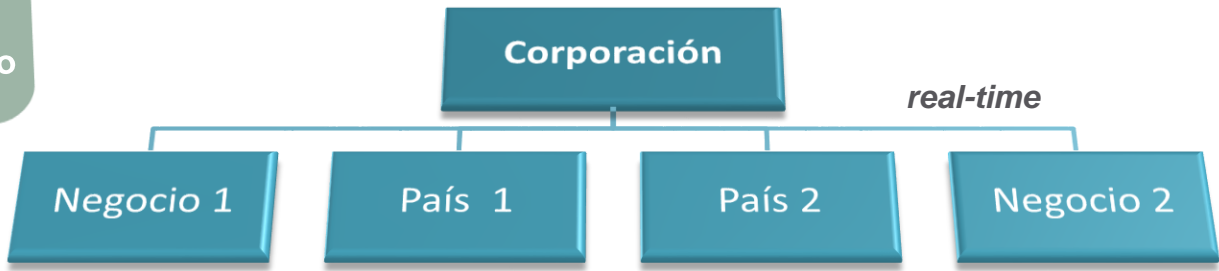 Corporación
o
real-time
Negocio 1
País 1
País 2
Negocio 2